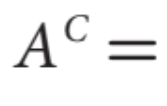 A^C =